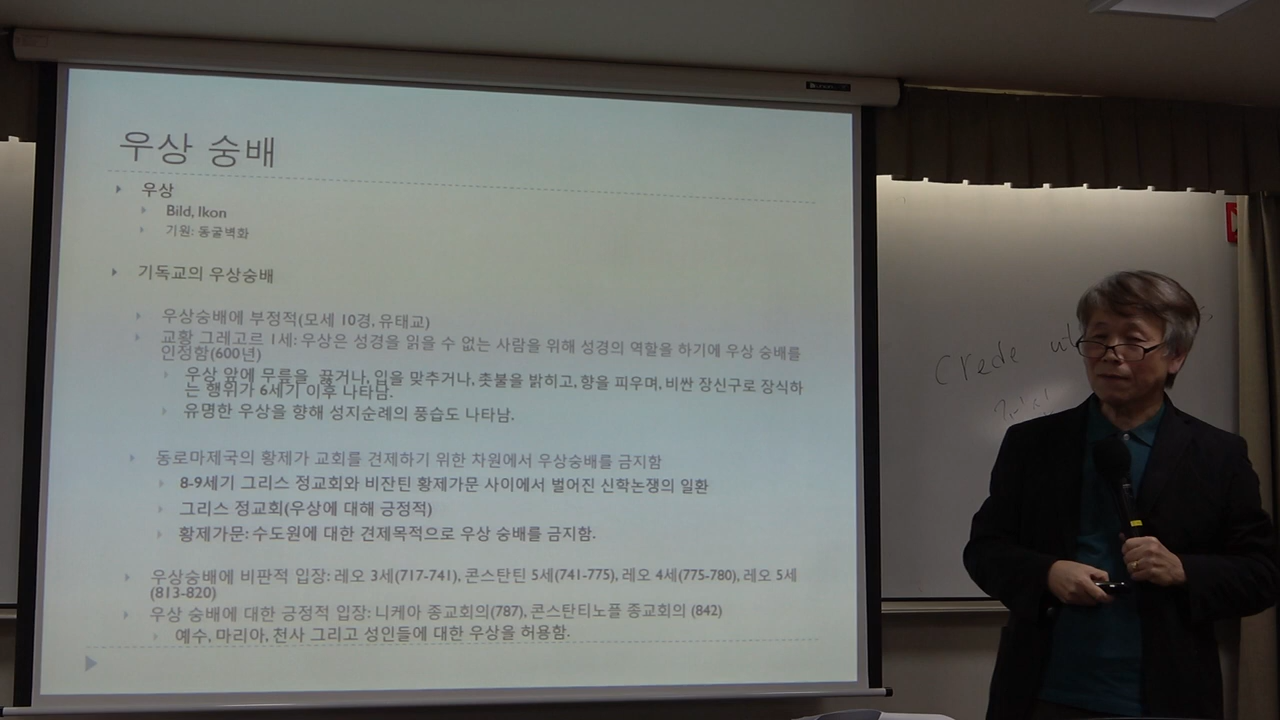 우상 숭배
우상
Bild, Ikon
기원: 동굴벽화
기독교의 우상숭배
우상숭배에 부정적(모세 10경, 유태교)
교황 그레고르 1세: 우상은 성경을 읽을 수 없는 사람을 위해 성경의 역할을 하기에 우상 숭배를
인정함(600년)
우상 앞에 무릎을 끓거나, 입을 맞추거나, 촛불을 밝히고, 향을 피우며, 비싼 장신구로 장식하
는 행위가 6세기 이후 나타남.
유명한 우상을 향해 성지순례의 풍습도 나타남.
동로마제국의 황제가 교회를 견제하기 위한 차원에서 우상숭배를 금지함
8-9세기 그리스 정교회와 비잔틴 황제가문 사이에서 벌어진 신학논쟁의 일환
그리스 정교회(우상에 대해 긍정적)
황제가문: 수도원에 대한 견제목적으로 우상 숭배를 금지함.
우상숭배에 비판적 입장: 레오 3세(717-741), 콘스탄틴 5세(741-775), 레오 4세(775-780), 레오 5세
(813-820)
우상 숭배에 대한 긍정적 입장: 니케아 종교회의(787), 콘스탄티노플 종교회의 (842)
예수, 마리아, 천사 그리고 성인들에 대한 우상을 허용함.
Crede